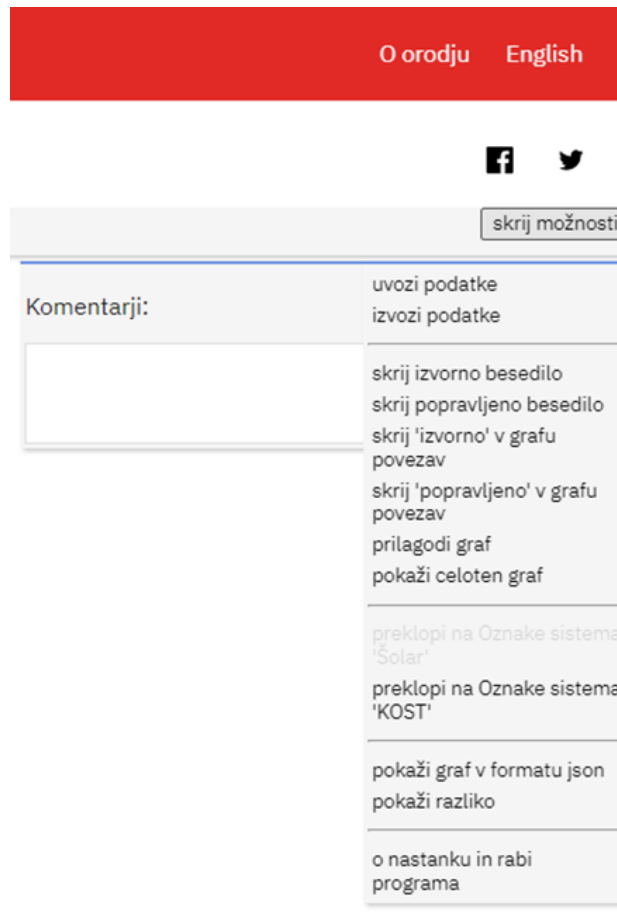 O orodju English
skrij možnosti
Komentarji:
uvozi podatke
izvozi podatke
skrij izvorno besedilo
skrij popravljeno besedilo
skrij 'izvorno' v grafu
povezav
skrij 'popravljeno' v grafu
povezav
prilagodi graf
pokaži celoten graf
preklopi na Oznake sistema
'Šolar'
preklopi na Oznake sistema
'KOST'
pokaži graf v formatu json
pokaži razliko
o nastanku in rabi
programa